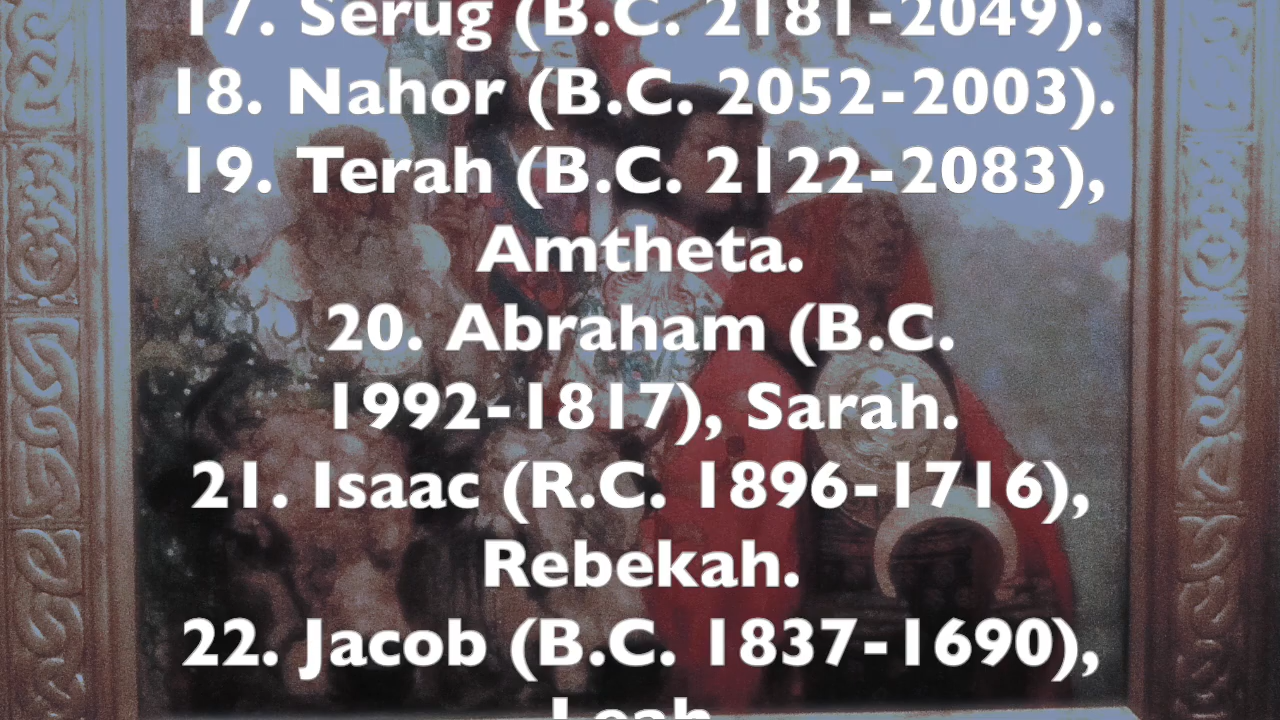 17. Serug (B.C. 2181-2049).
18. Nahor (B.C. 2052-2003).
19. Terah (B.C. 2122-2083),
Amtheta.
20. Abraham (B.C.
1992-1817), Sarah.
21. Isaac (R.C. 1896-1716),
Rebekah.
22. Jacob (B.C. 1837-1690),
Leah.